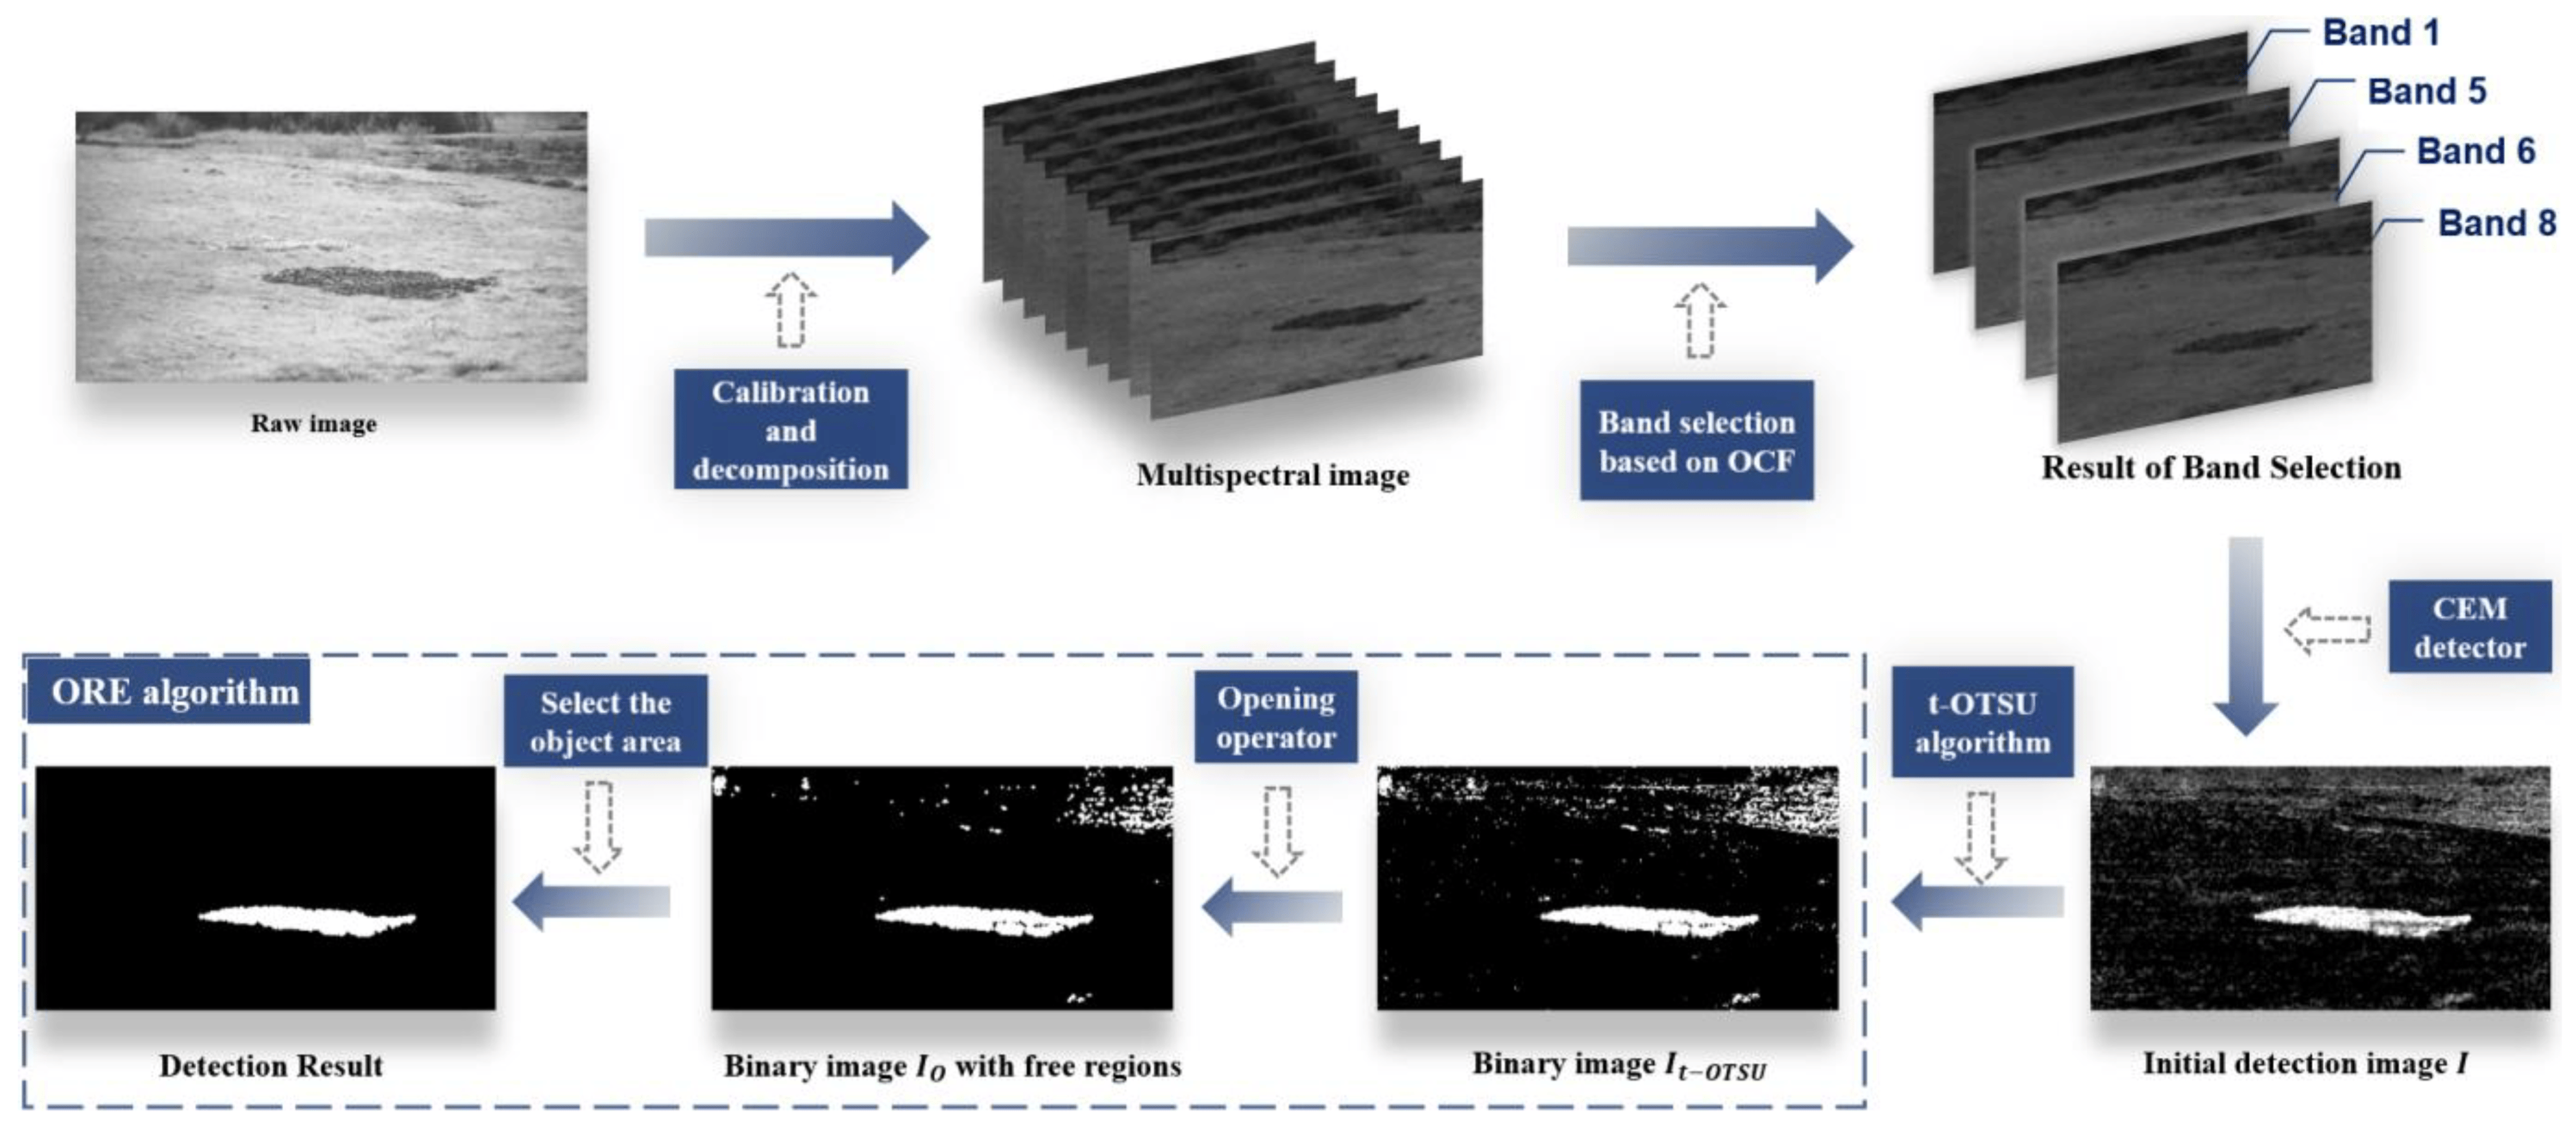 Band 1
Band 5
Band 6
Band 8
Raw image
Calibration
and
decomposition
Multispectral image
Band selection
based on OCF
Result of Band Selection
CEM
detector
ORE algorithm
Select the
object area
Opening
operator
t-OTSU
algorithm
Detection Result
Binary image I_O with free regions
Binary image I_{t-OTSU}
Initial detection image I